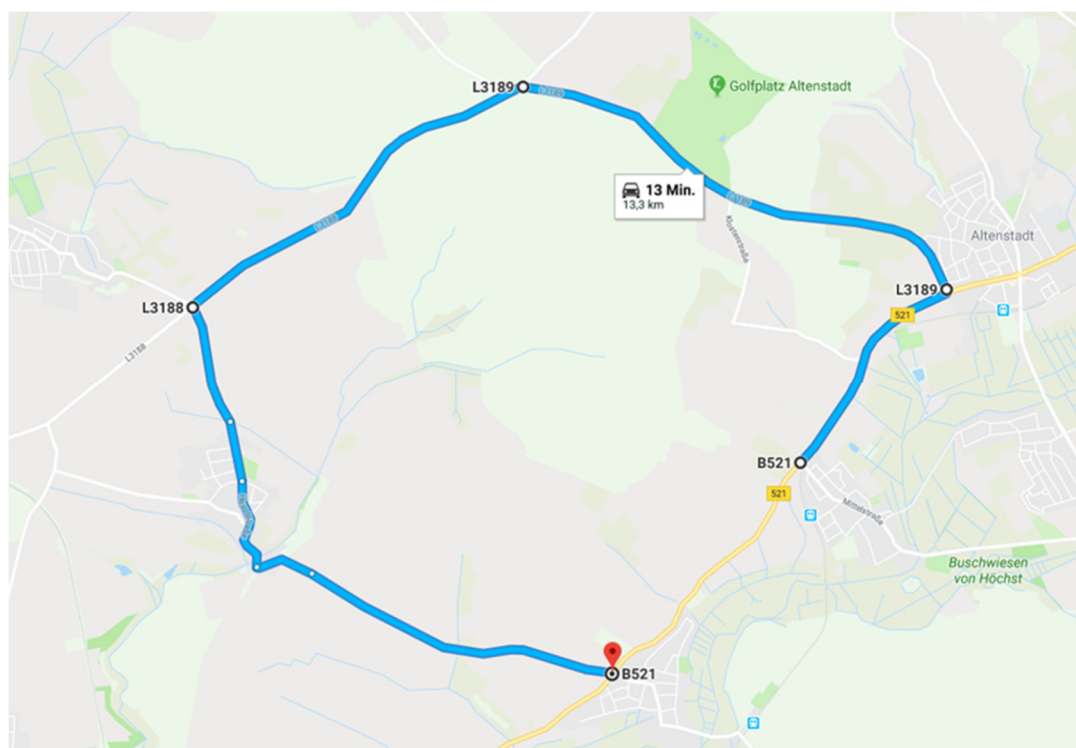 L3189
Golfplatz Altenstadt
13 Min.
13,3 km
Klosterstraße
Altenstadt
L3189
521
L3188
L3188
B521
521
Mittelstraße
Buschwiesen
von Höchst
B521